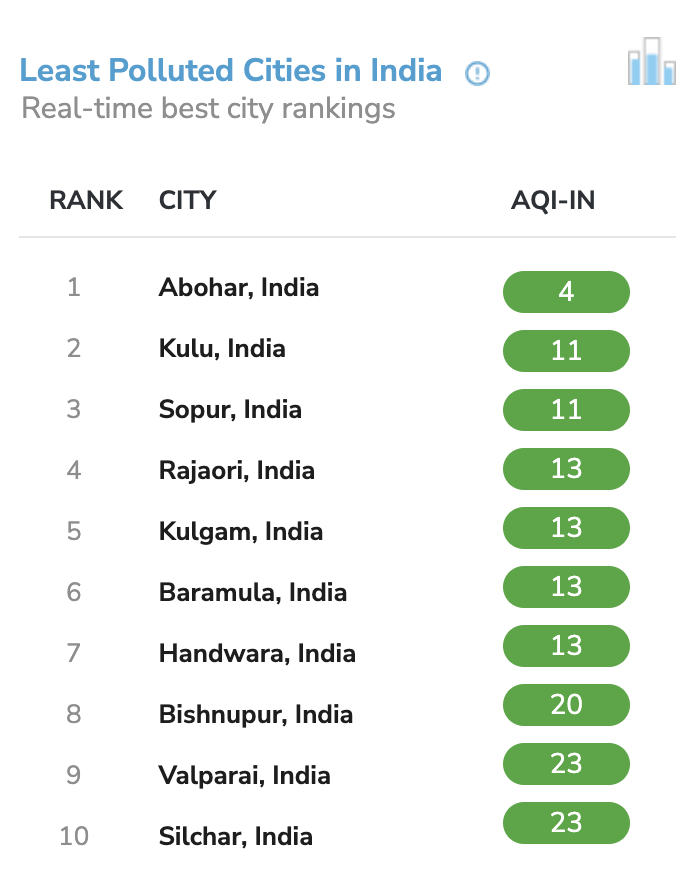 Least Polluted Cities in India
Real-time best city rankings
RANK CITY AQI-IN
1 Abohar, India 4
2 Kulu, India 11
3 Sopur, India 11
4 Rajaori, India 13
5 Kulgam, India 13
6 Baramula, India 13
7 Handwara, India 13
8 Bishnupur, India 20
9 Valparai, India 23
10 Silchar, India 23